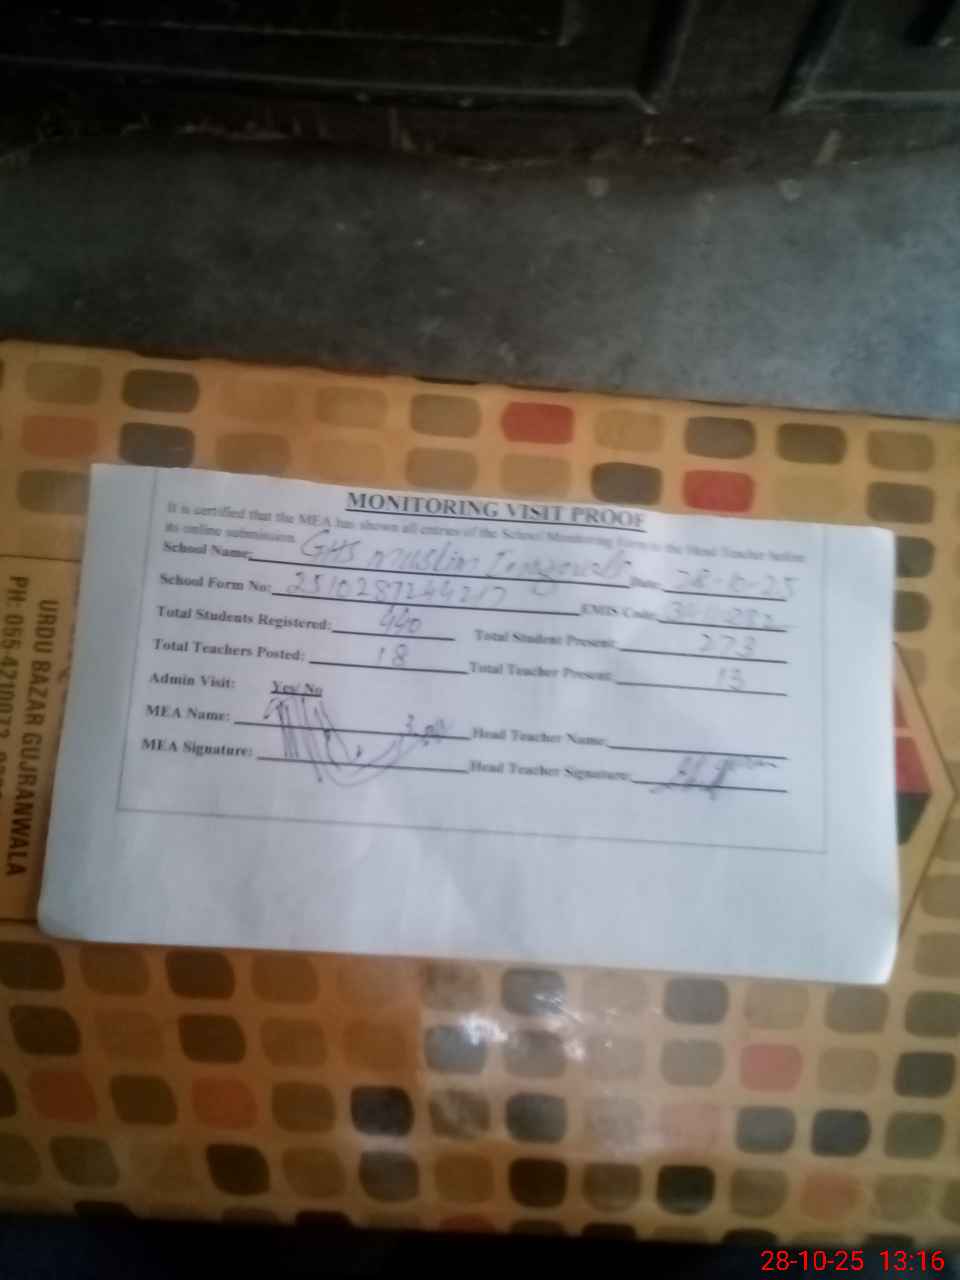 MONITORING VISIT PROOF
It is certified that the MEA has shown all entries of the School Monitoring Form to the Head Teacher before
its online submission.
School Name: GHS Muslim Date: 28-10-25
School Form No: EMIS Code:
Total Students Registered: 440 Total Student Present: 273
Total Teachers Posted: 18 Total Teacher Present: 13
Admin Visit: Yes/ No
MEA Name: Head Teacher Name:
MEA Signature: Head Teacher Signature:
URDU BAZAR GUJRANWALA
28-10-25 13:16